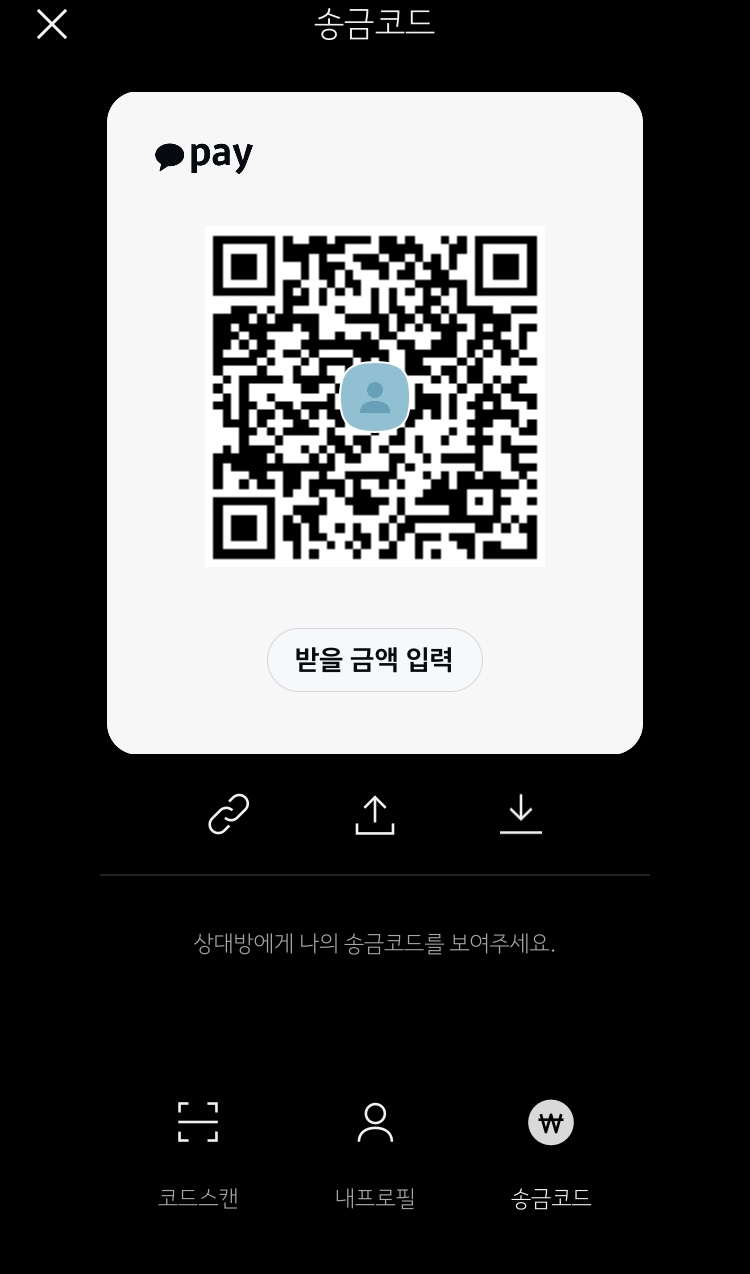 송금코드
pay
받을 금액 입력
상대방에게 나의 송금코드를 보여주세요.
코드스캔 내프로필 송금코드